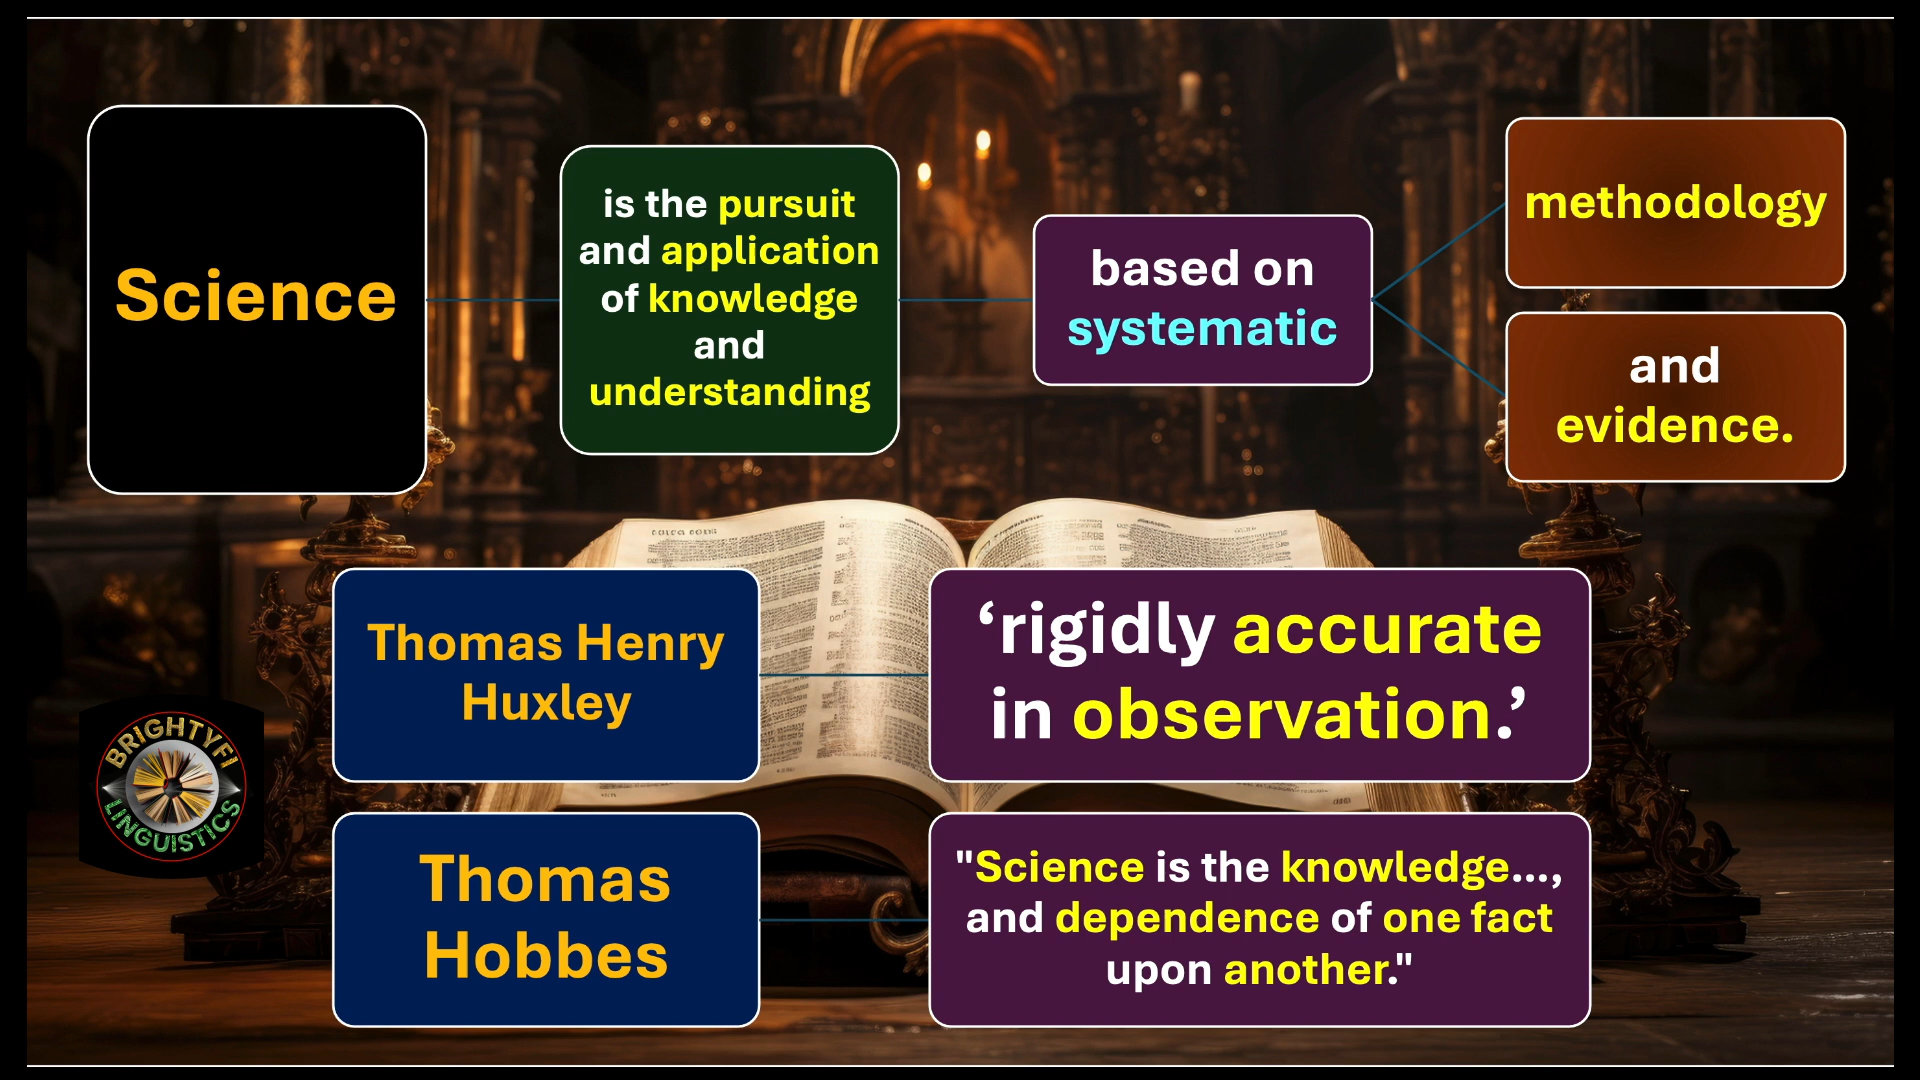 Science
is the pursuit
and application
of knowledge
and
understanding
based on
systematic
methodology
and
evidence.
Thomas Henry
Huxley
‘rigidly accurate
in observation.’
BRIGHTYFI
LINGUISTICS
Thomas
Hobbes
"Science is the knowledge...,
and dependence of one fact
upon another."